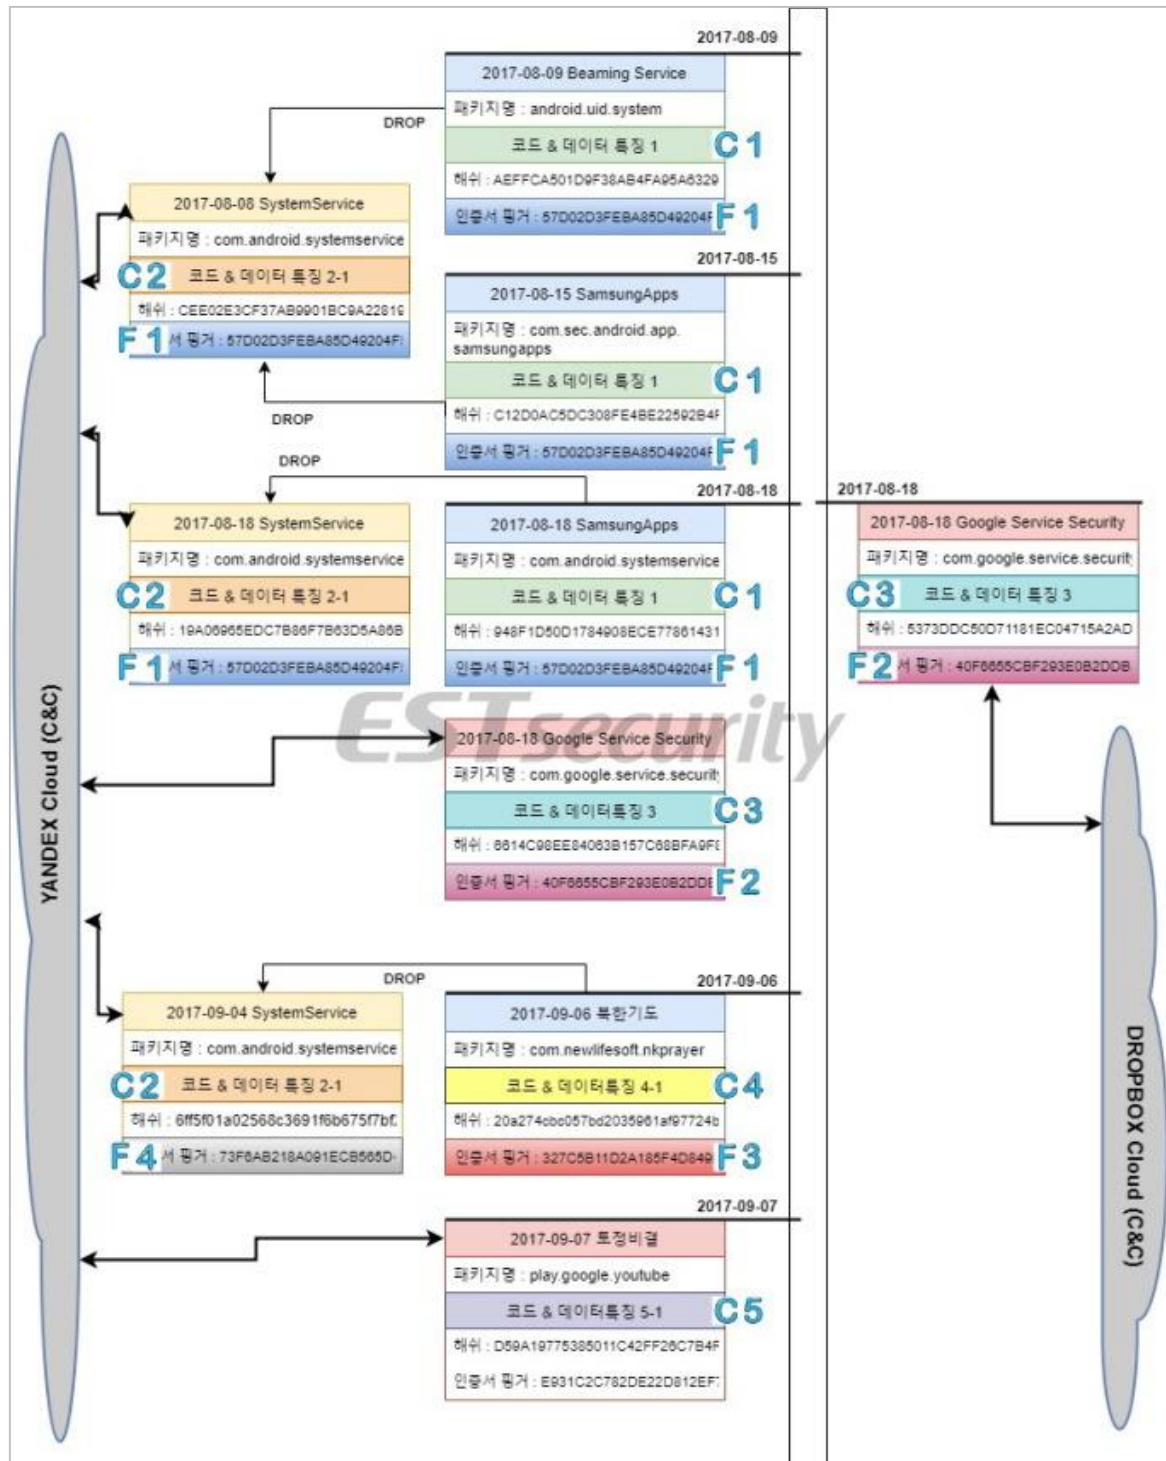 2017-08-09
2017-08-09 Beaming Service
패키지명 : android.uid.system
코드 & 데이터 특징 1
C1
해쉬 : AEFFCA501D9F38AB4FA95A6329
인증서 핑거 : 57D02D3FEBA85D49204F
F1
DROP
2017-08-08 SystemService
패키지명 : com.android.systemservice
C2
코드 & 데이터 특징 2-1
해쉬 : CEE02E3CF37AB9901BC9A22819
F1
서 핑거 : 57D02D3FEBA85D49204F
2017-08-15
2017-08-15 SamsungApps
패키지명 : com.sec.android.app.
samsungapps
코드 & 데이터 특징 1
C1
해쉬 : C12D0AC5DC308FE4BE22592B4F
인증서 핑거 : 57D02D3FEBA85D49204F
F1
DROP
DROP
2017-08-18
2017-08-18 SystemService
패키지명 : com.android.systemservice
C2
코드 & 데이터 특징 2-1
해쉬 : 19A06965EDC7B86F7B63D5A86B
F1
서 핑거 : 57D02D3FEBA85D49204F
2017-08-18 SamsungApps
패키지명 : com.android.systemservice
코드 & 데이터 특징 1
C1
해쉬 : 948F1D50D1784908ECE77861431
인증서 핑거 : 57D02D3FEBA85D49204F
F1
2017-08-18
2017-08-18 Google Service Security
패키지명 : com.google.service.security
C3
코드 & 데이터 특징 3
해쉬 : 5373DDC50D71181EC04715A2AD
F2
서 핑거 : 40F6655CBF293E0B2DDB
ESTsecurity
2017-08-18 Google Service Security
패키지명 : com.google.service.security
코드 & 데이터특징 3
C3
해쉬 : 6614C98EE84063B157C68BFA9F
인증서 핑거 : 40F6655CBF293E0B2DDB
F2
YANDEX Cloud (C&C)
DROP
2017-09-06
2017-09-04 SystemService
패키지명 : com.android.systemservice
C2
코드 & 데이터 특징 2-1
해쉬 : 6ff5f01a02568c3691f6b675f7bf
F4
서 핑거 : 73F6AB218A091ECB565D
2017-09-06 북한기도
패키지명 : com.newlifesoft.nkprayer
코드 & 데이터특징 4-1
C4
해쉬 : 20a274cbc057bd2035961af97724b
인증서 핑거 : 327C5B11D2A185F4D849
F3
2017-09-07
2017-09-07 토정비결
패키지명 : play.google.youtube
코드 & 데이터특징 5-1
C5
해쉬 : D59A19775385011C42FF26C7B4F
인증서 핑거 : E931C2C782DE22D812EF
DROPBOX Cloud (C&C)